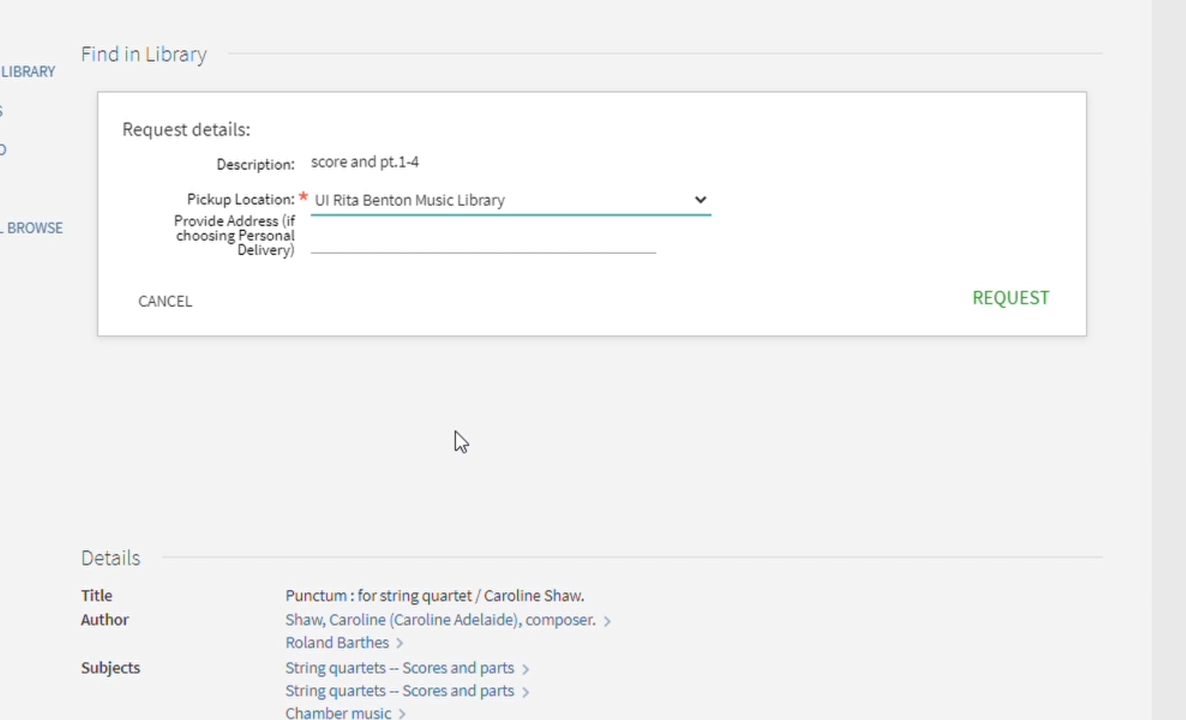 Find in Library
LIBRARY
S
O
L BROWSE
Request details:
Description: score and pt.1-4
Pickup Location: * UI Rita Benton Music Library
Provide Address (if
choosing Personal
Delivery)
CANCEL
REQUEST
Details
Title Punctum : for string quartet / Caroline Shaw.
Author Shaw, Caroline (Caroline Adelaide), composer.
Roland Barthes
Subjects String quartets -- Scores and parts
String quartets -- Scores and parts
Chamber music